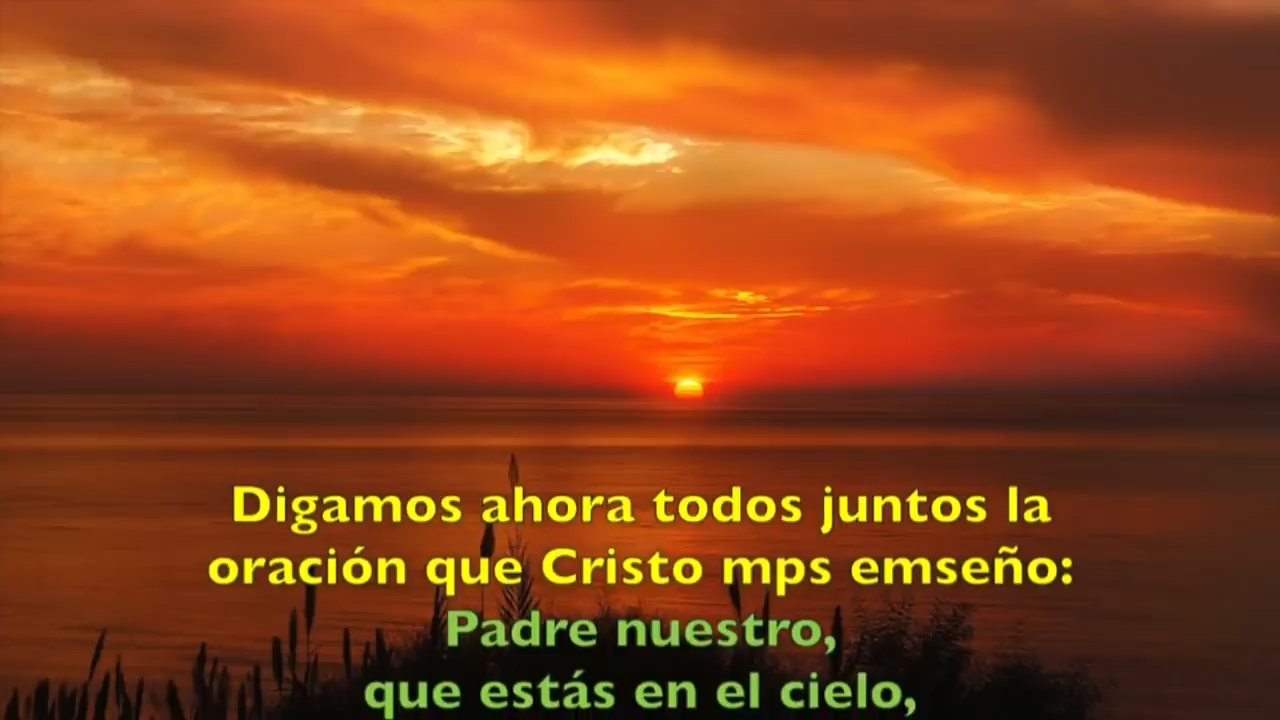 Digamos ahora todos juntos la
oración que Cristo mps emseño:
Padre nuestro,
que estás en el cielo,